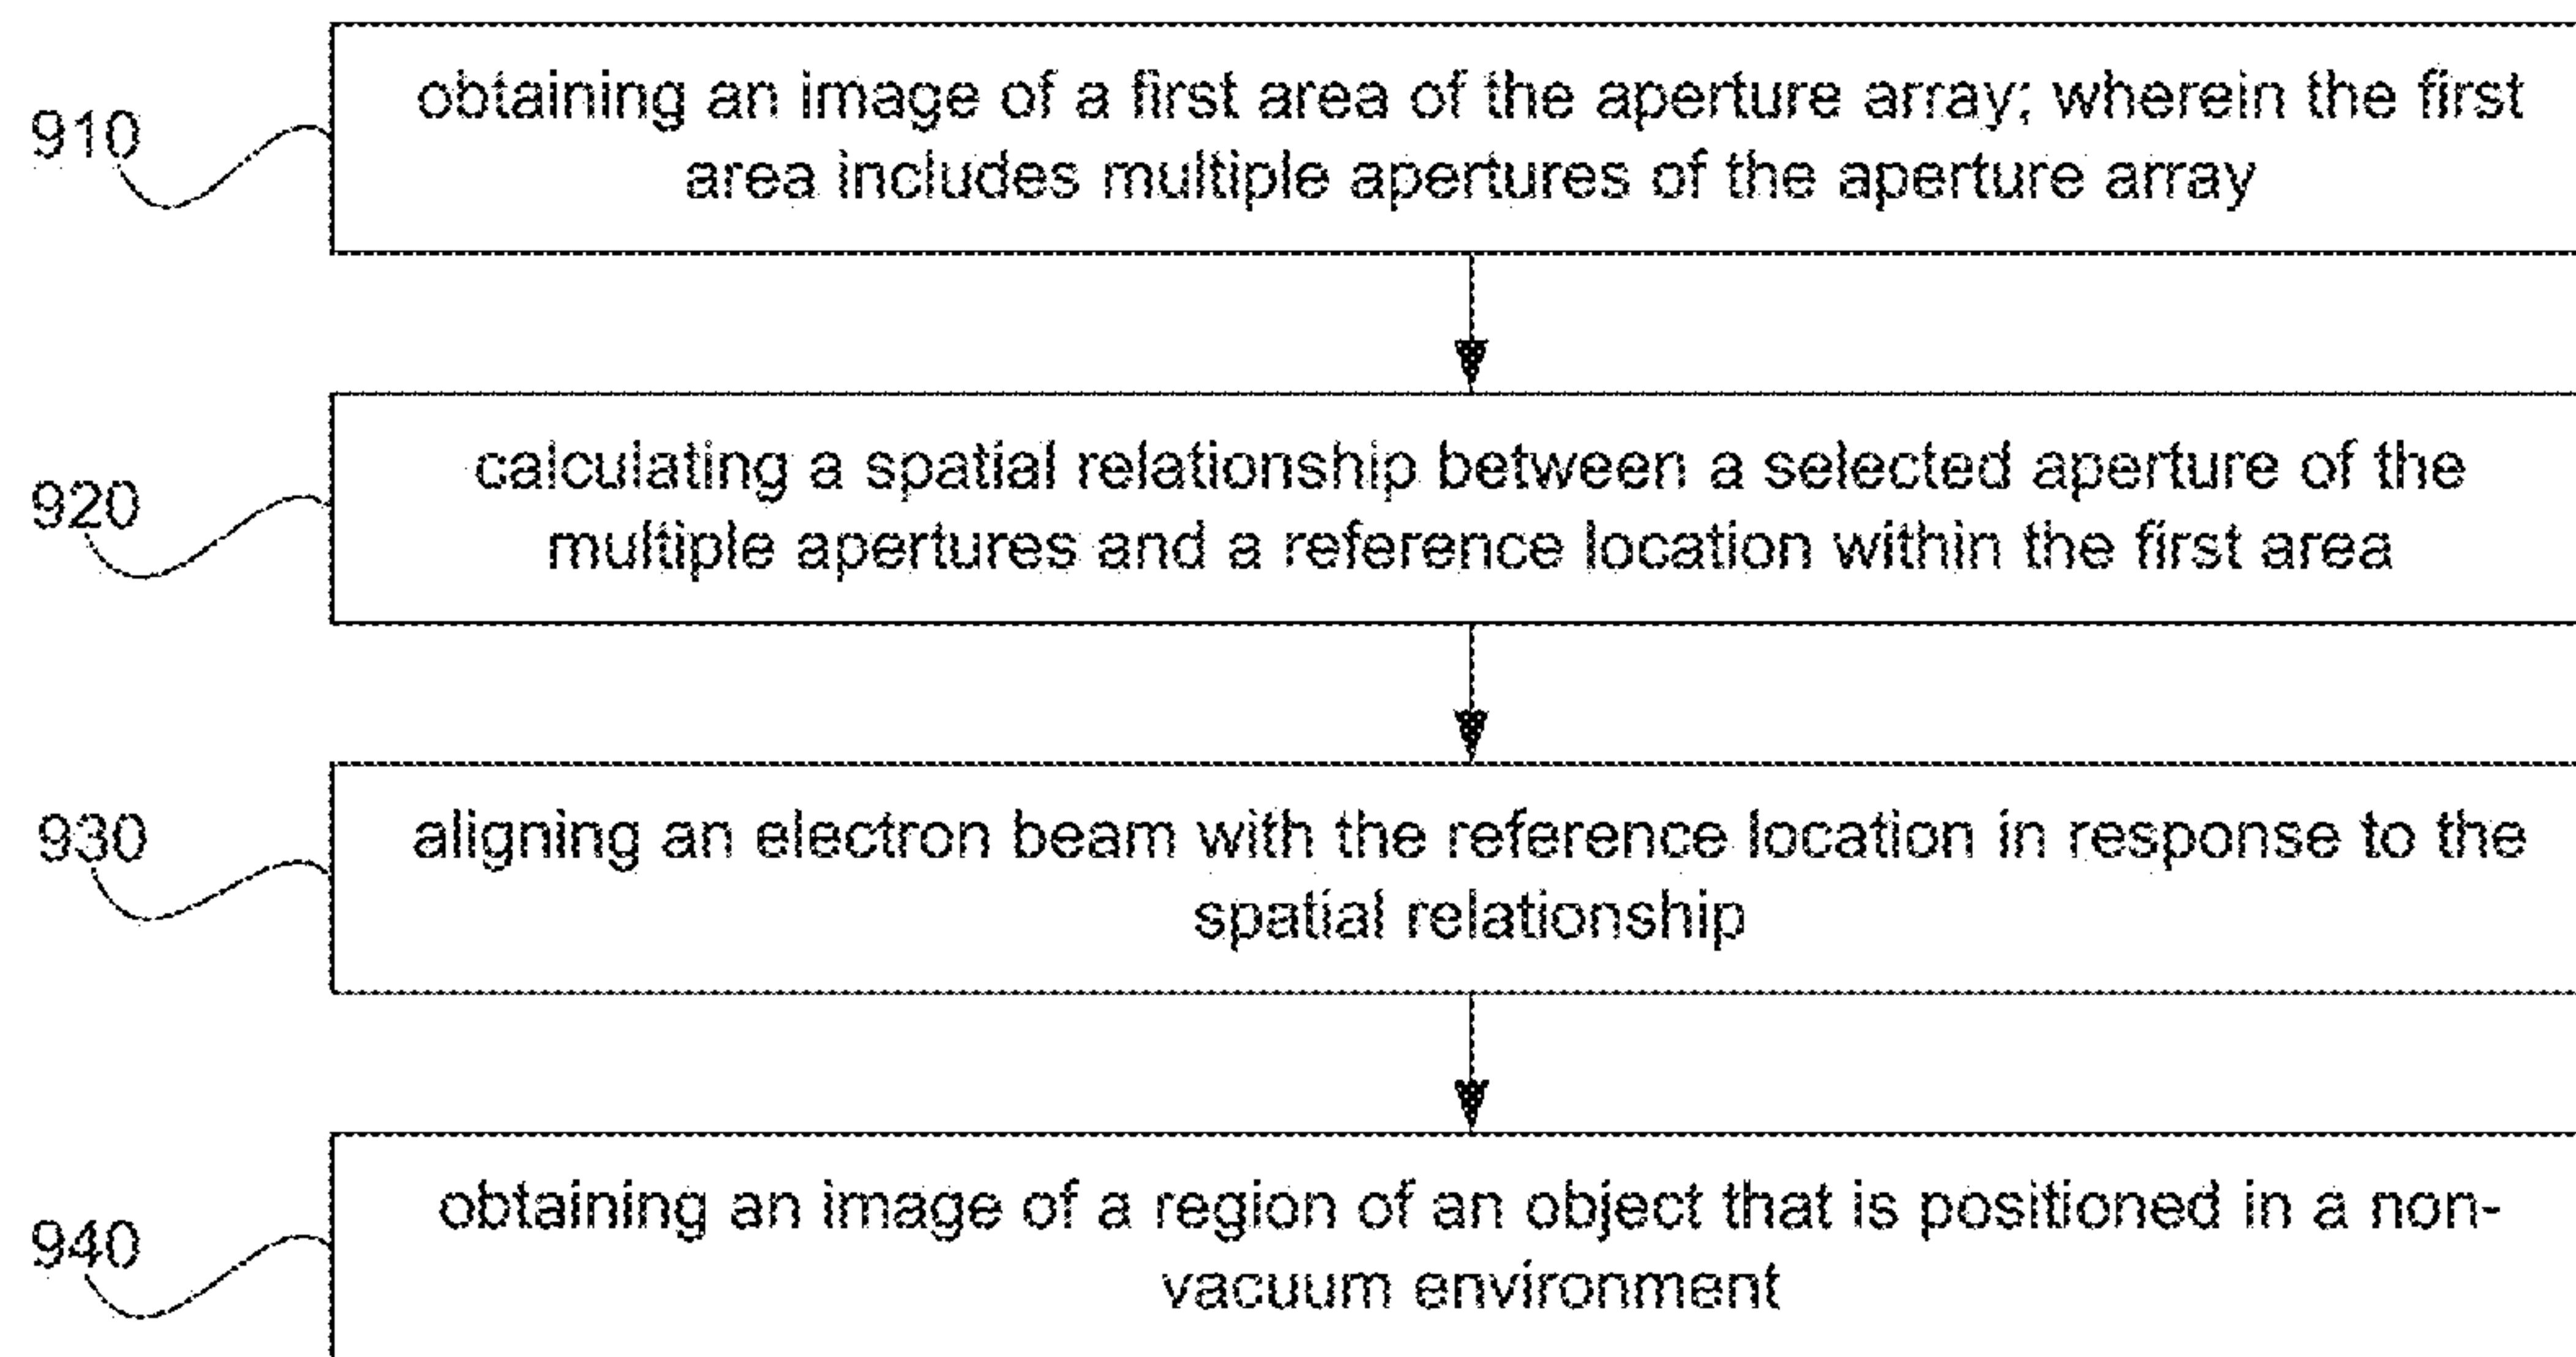 910
obtaining an image of a first area of the aperture array; wherein the first
area includes multiple apertures of the aperture array
920
calculating a spatial relationship between a selected aperture of the
multiple apertures and a reference location within the first area
930
aligning an electron beam with the reference location in response to the
spatial relationship
940
obtaining an image of a region of an object that is positioned in a non-
vacuum environment